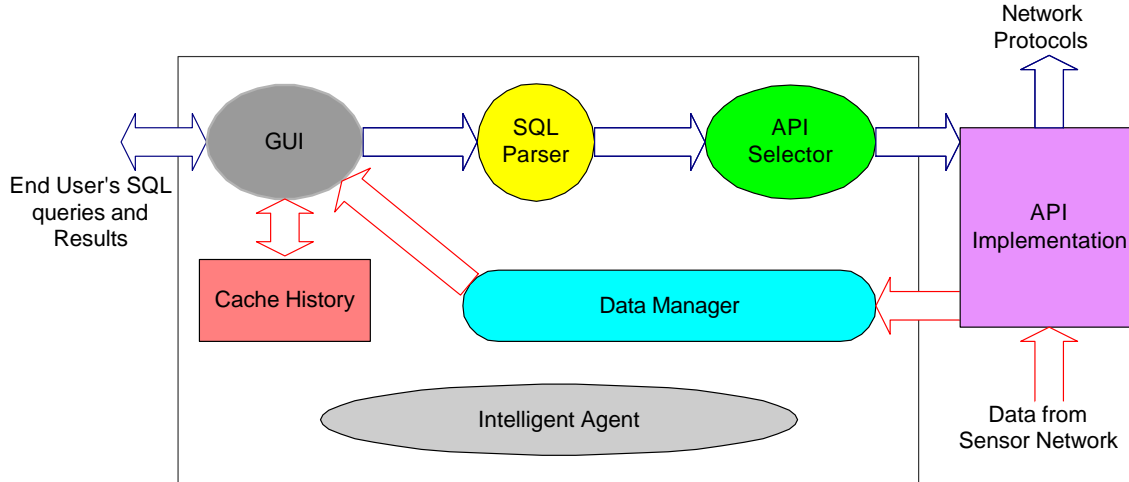 Network
Protocols
GUI
SQL
Parser
API
Selector
End User's SQL
queries and
Results
API
Implementation
Cache History
Data Manager
Intelligent Agent
Data from
Sensor Network